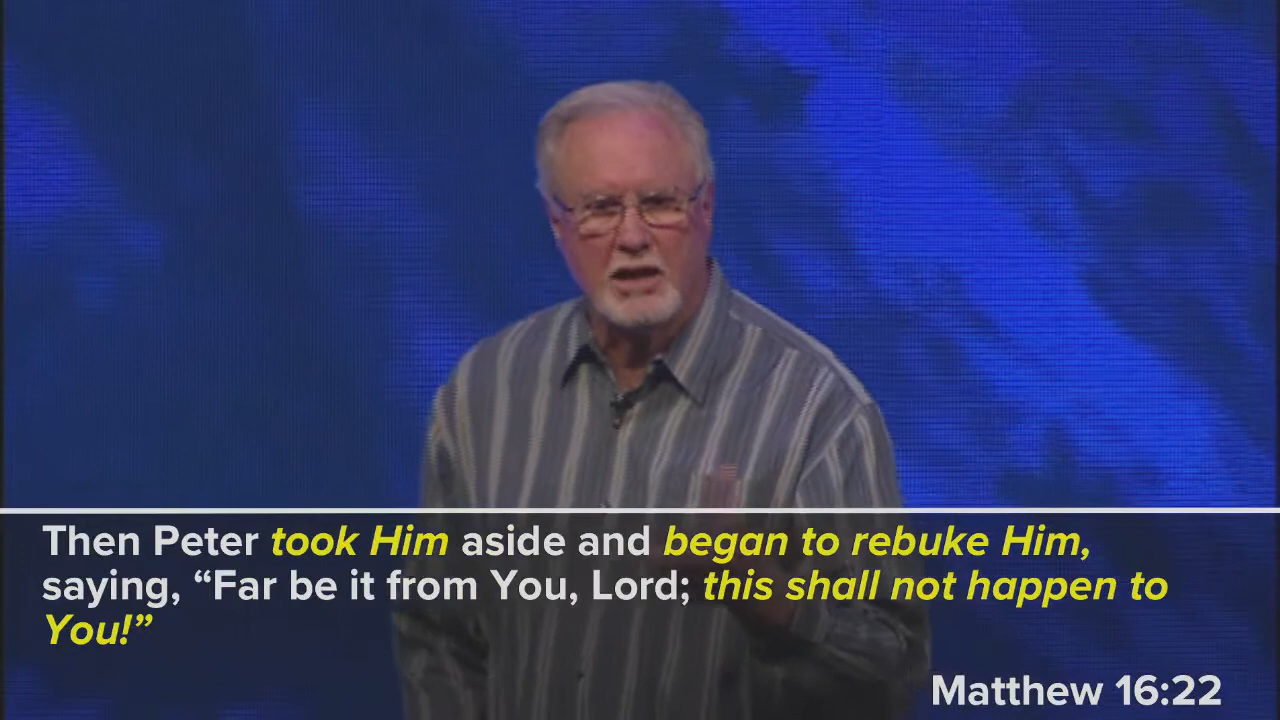 Then Peter took Him aside and began to rebuke Him,
saying, “Far be it from You, Lord; this shall not happen to
You!”
Matthew 16:22